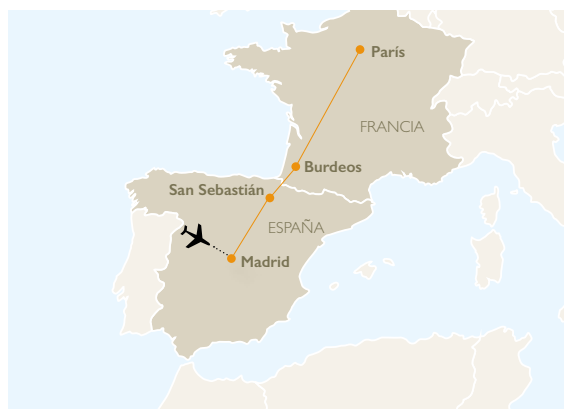 París
FRANCIA
Burdeos
San Sebastián
ESPAÑA
Madrid